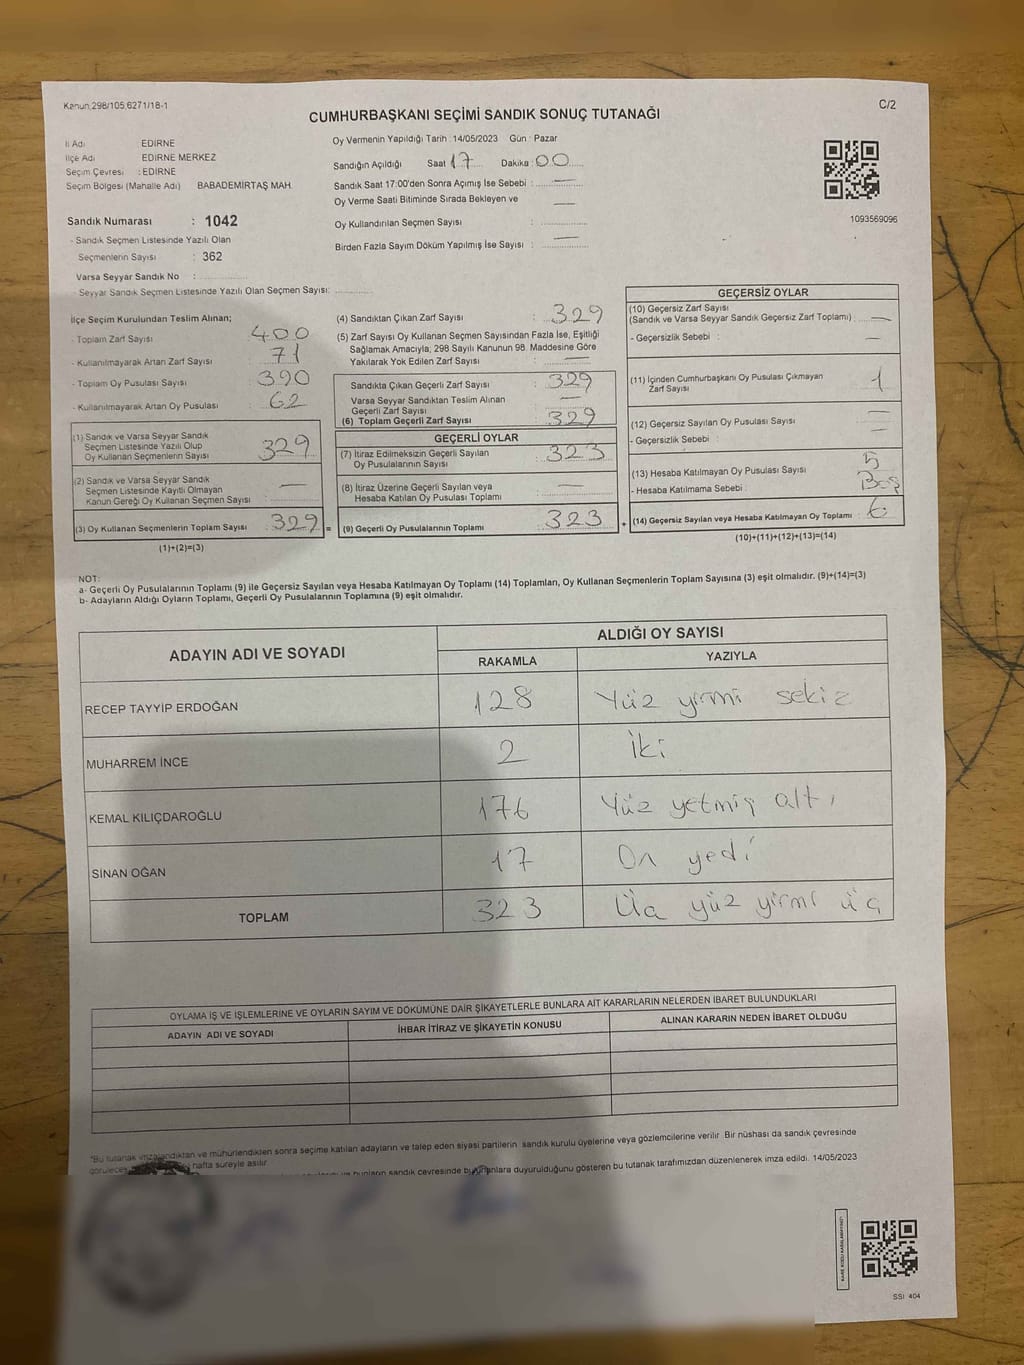 Kanun,298/105,6271/18-1
C/2
CUMHURBAŞKANI SEÇİMİ SANDIK SONUÇ TUTANAĞI
İl Adı EDİRNE
İlçe Adı EDİRNE MERKEZ
Seçim Çevresi : EDİRNE
Seçim Bölgesi (Mahalle Adı) BABADEMİRTAŞ MAH.
Oy Vermenin Yapıldığı Tarih : 14/05/2023 Gün : Pazar
Sandığın Açıldığı Saat 17 Dakika : 00
Sandık Saat 17:00'den Sonra Açımış İse Sebebi : —
Oy Verme Saati Bitiminde Sırada Bekleyen ve —
Oy Kullandırılan Seçmen Sayısı :
Birden Fazla Sayım Döküm Yapılmış İse Sayısı : —
1093569096
Sandık Numarası : 1042
- Sandık Seçmen Listesinde Yazılı Olan
Seçmenlerin Sayısı : 362
Varsa Seyyar Sandık No :
- Seyyar Sandık Seçmen Listesinde Yazılı Olan Seçmen Sayısı:
İlçe Seçim Kurulundan Teslim Alınan;
- Toplam Zarf Sayısı : 400
- Kullanılmayarak Artan Zarf Sayısı : 71
- Toplam Oy Pusulası Sayısı : 390
- Kullanılmayarak Artan Oy Pusulası : 62
(1) Sandık ve Varsa Seyyar Sandık
Seçmen Listesinde Yazılı Olup
Oy Kullanan Seçmenlerin Sayısı : 329
(2) Sandık ve Varsa Seyyar Sandık
Seçmen Listesinde Kayıtlı Olmayan —
Kanun Gereği Oy Kullanan Seçmen Sayısı :
(3) Oy Kullanan Seçmenlerin Toplam Sayısı : 329 =
(1)+(2)=(3)
(4) Sandıktan Çıkan Zarf Sayısı : 329
(5) Zarf Sayısı Oy Kullanan Seçmen Sayısından Fazla İse, Eşitliği
Sağlamak Amacıyla; 298 Sayılı Kanunun 98. Maddesine Göre
Yakılarak Yok Edilen Zarf Sayısı : —
Sandıkta Çıkan Geçerli Zarf Sayısı : 329
Varsa Seyyar Sandıktan Teslim Alınan
Geçerli Zarf Sayısı : —
(6) Toplam Geçerli Zarf Sayısı : 329
GEÇERLİ OYLAR
(7) İtiraz Edilmeksizin Geçerli Sayılan
Oy Pusulalarının Sayısı : 323
(8) İtiraz Üzerine Geçerli Sayılan veya
Hesaba Katılan Oy Pusulası Toplamı : —
(9) Geçerli Oy Pusulalarının Toplamı : 323 +
GEÇERSİZ OYLAR
(10) Geçersiz Zarf Sayısı
(Sandık ve Varsa Seyyar Sandık Geçersiz Zarf Toplamı) : —
- Geçersizlik Sebebi : —
(11) İçinden Cumhurbaşkanı Oy Pusulası Çıkmayan
Zarf Sayısı : 1
(12) Geçersiz Sayılan Oy Pusulası Sayısı : —
- Geçersizlik Sebebi : —
(13) Hesaba Katılmayan Oy Pusulası Sayısı : 5
- Hesaba Katılmama Sebebi : Boş
(14) Geçersiz Sayılan veya Hesaba Katılmayan Oy Toplamı : 6
(10)+(11)+(12)+(13)=(14)
NOT:
a- Geçerli Oy Pusulalarının Toplamı (9) ile Geçersiz Sayılan veya Hesaba Katılmayan Oy Toplamı (14) Toplamları, Oy Kullanan Seçmenlerin Toplam Sayısına (3) eşit olmalıdır. (9)+(14)=(3)
b- Adayların Aldığı Oyların Toplamı, Geçerli Oy Pusulalarının Toplamına (9) eşit olmalıdır.
ADAYIN ADI VE SOYADI
ALDIĞI OY SAYISI
RAKAMLA YAZIYLA
RECEP TAYYİP ERDOĞAN 128 Yüz yirmi sekiz
MUHARREM İNCE 2 İki
KEMAL KILIÇDAROĞLU 176 Yüz yetmiş altı
SİNAN OĞAN 17 On yedi
TOPLAM 323 Üç yüz yirmi üç
OYLAMA İŞ VE İŞLEMLERİNE VE OYLARIN SAYIM VE DÖKÜMÜNE DAİR ŞİKAYETLERLE BUNLARA AİT KARARLARIN NELERDEN İBARET BULUNDUKLARI
ADAYIN ADI VE SOYADI İHBAR İTİRAZ VE ŞİKAYETİN KONUSU ALINAN KARARIN NEDEN İBARET OLDUĞU
*Bu tutanak imzalandıktan ve mühürlendikten sonra seçime katılan adayların ve talep eden siyasi partilerin sandık kurulu üyelerine veya gözlemcilerine verilir. Bir nüshası da sandık çevresinde
hafta süreyle asılır
bunların sandık çevresinde bulunanlara duyurulduğunu gösteren bu tutanak tarafımızdan düzenlenerek imza edildi. 14/05/2023
SSI 404